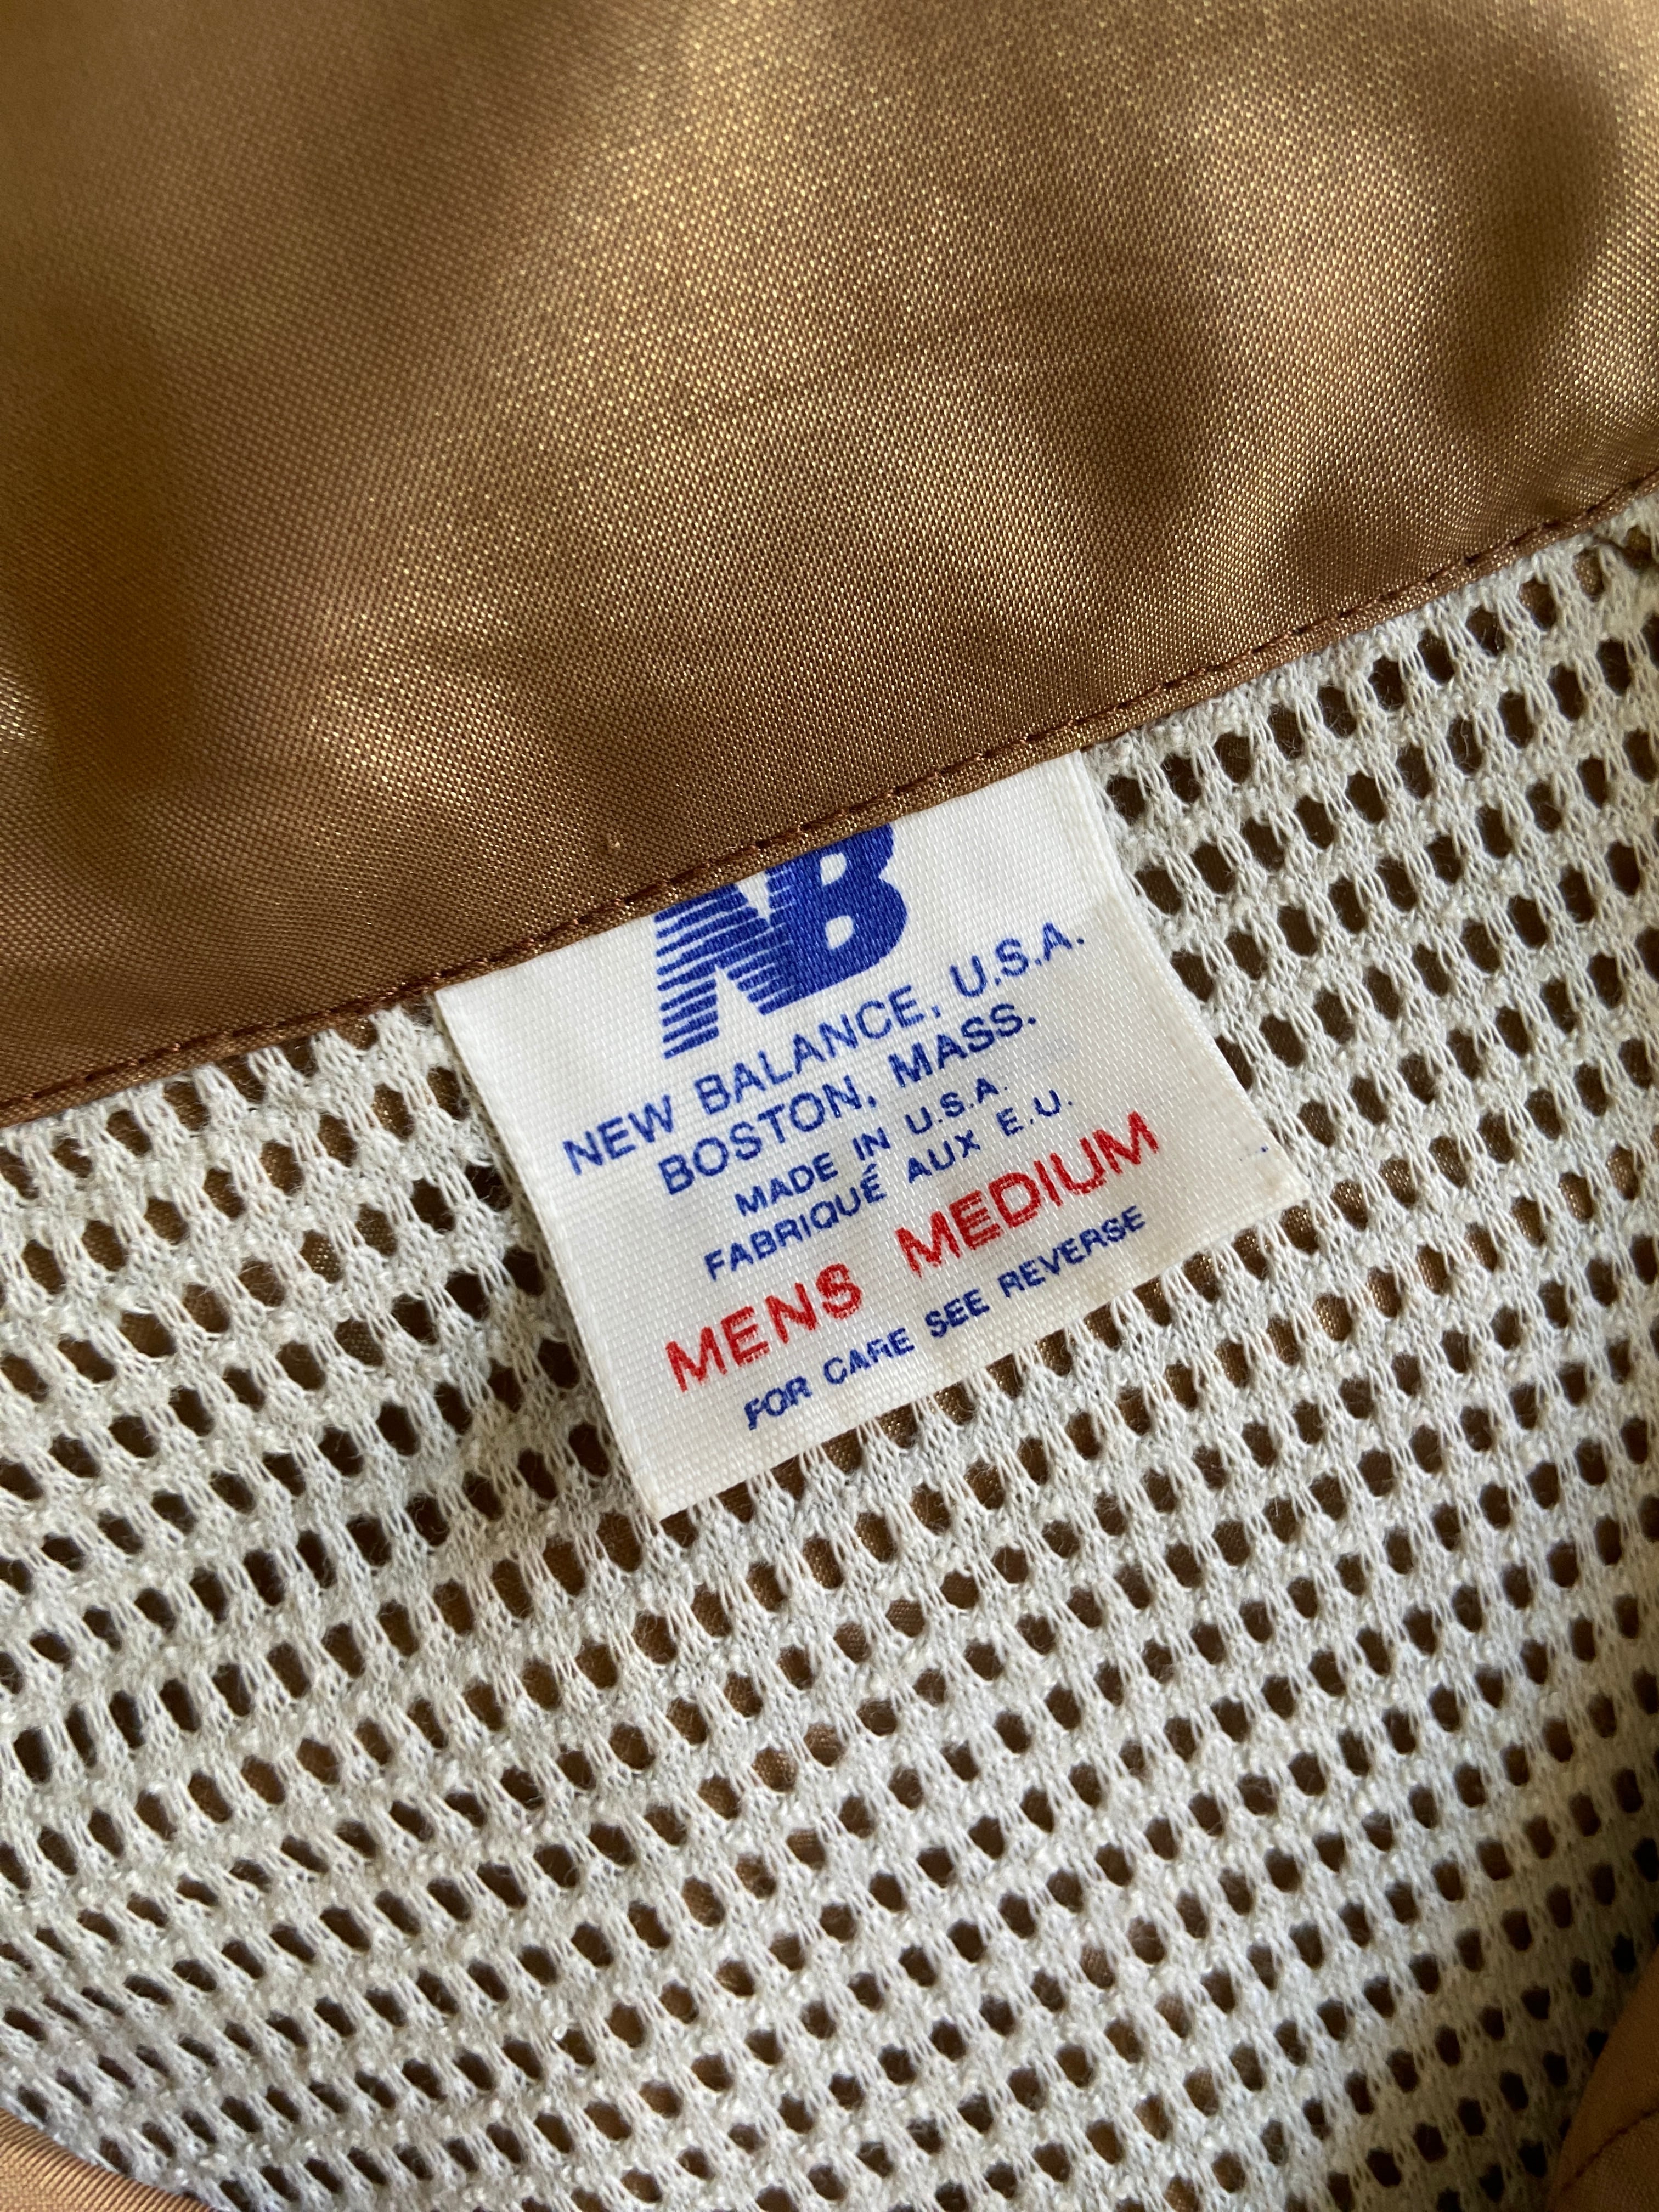 NB
NEW BALANCE, U.S.A.
BOSTON, MASS.
MADE IN U.S.A.
FABRIQUÉ AUX E.U.
MENS MEDIUM
FOR CARE SEE REVERSE